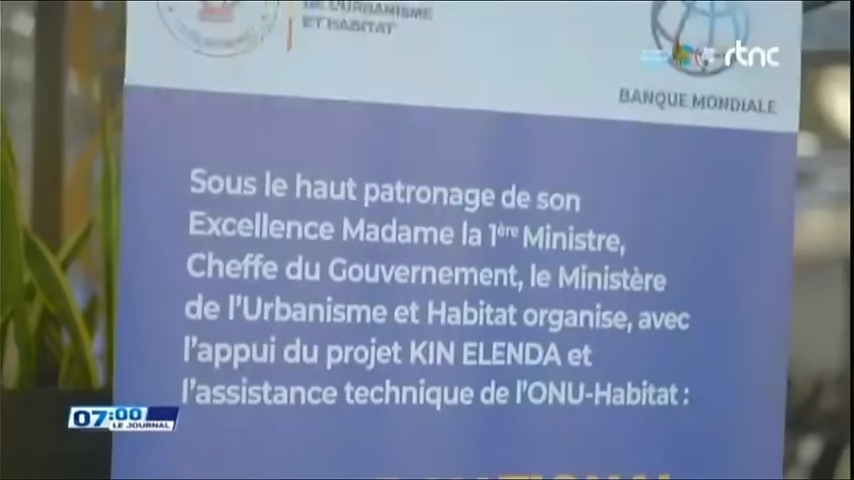 DE L'URBANISME
ET HABITAT
rtnc
BANQUE MONDIALE
Sous le haut patronage de son
Excellence Madame la 1ère Ministre,
Cheffe du Gouvernement, le Ministère
de l'Urbanisme et Habitat organise, avec
l'appui du projet KIN ELENDA et
l'assistance technique de l'ONU-Habitat :
07:00
LE JOURNAL